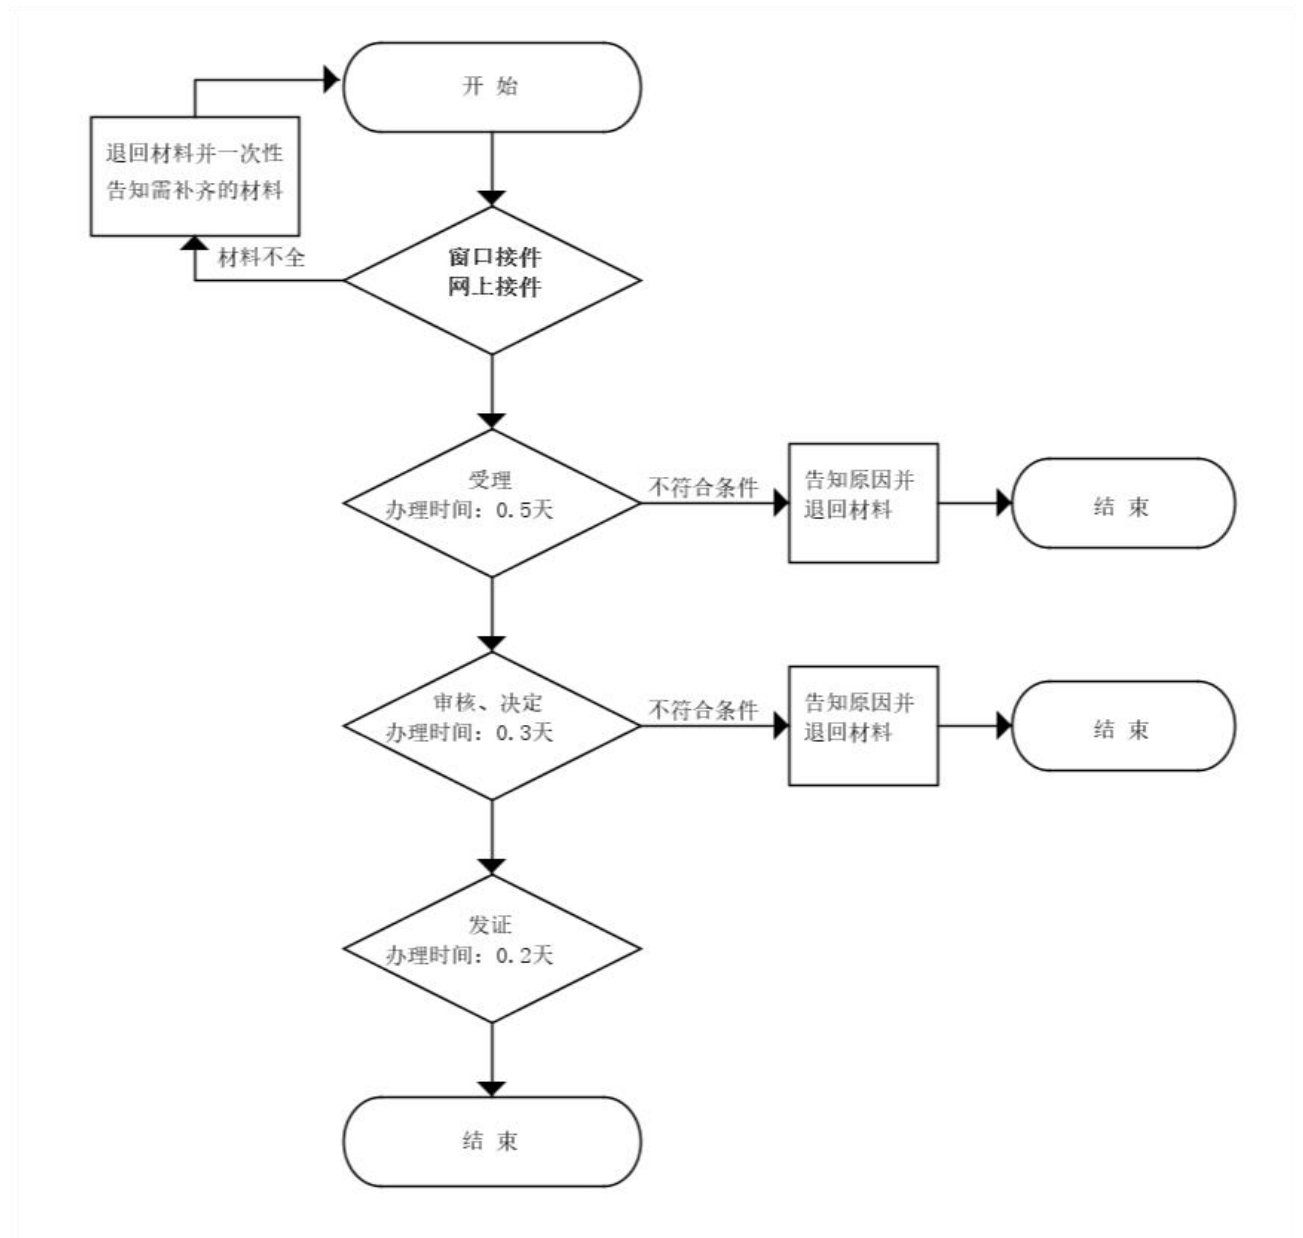 开 始
退回材料并一次性
告知需补齐的材料
材料不全
窗口接件
网上接件
受理
办理时间：0.5天
不符合条件
告知原因并
退回材料
结 束
审核、决定
办理时间：0.3天
不符合条件
告知原因并
退回材料
结 束
发证
办理时间：0.2天
结 束